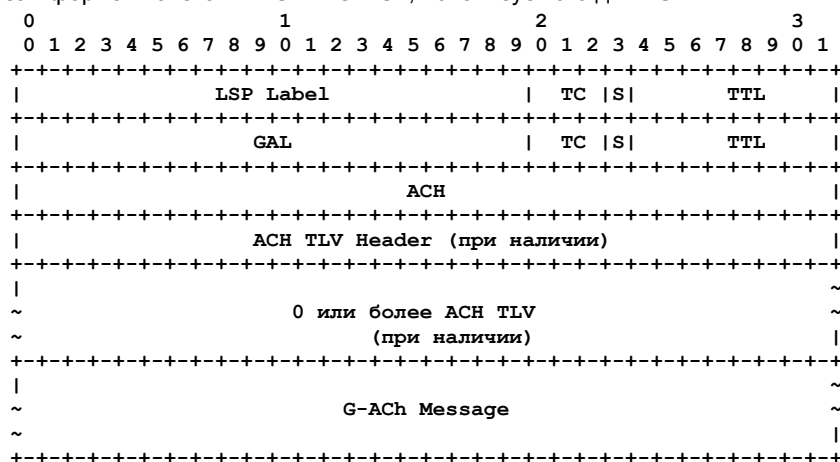 0                   1                   2                   3
0 1 2 3 4 5 6 7 8 9 0 1 2 3 4 5 6 7 8 9 0 1 2 3 4 5 6 7 8 9 0 1
+-+-+-+-+-+-+-+-+-+-+-+-+-+-+-+-+-+-+-+-+-+-+-+-+-+-+-+-+-+-+-+-+
| LSP Label | TC |S| TTL |
+-+-+-+-+-+-+-+-+-+-+-+-+-+-+-+-+-+-+-+-+-+-+-+-+-+-+-+-+-+-+-+-+
| GAL | TC |S| TTL |
+-+-+-+-+-+-+-+-+-+-+-+-+-+-+-+-+-+-+-+-+-+-+-+-+-+-+-+-+-+-+-+-+
| ACH |
+-+-+-+-+-+-+-+-+-+-+-+-+-+-+-+-+-+-+-+-+-+-+-+-+-+-+-+-+-+-+-+-+
| ACH TLV Header (при наличии) |
+-+-+-+-+-+-+-+-+-+-+-+-+-+-+-+-+-+-+-+-+-+-+-+-+-+-+-+-+-+-+-+-+
| ~
~ 0 или более ACH TLV ~
~ (при наличии) |
+-+-+-+-+-+-+-+-+-+-+-+-+-+-+-+-+-+-+-+-+-+-+-+-+-+-+-+-+-+-+-+-+
| ~
~ G-ACh Message ~
~ |
+-+-+-+-+-+-+-+-+-+-+-+-+-+-+-+-+-+-+-+-+-+-+-+-+-+-+-+-+-+-+-+-+